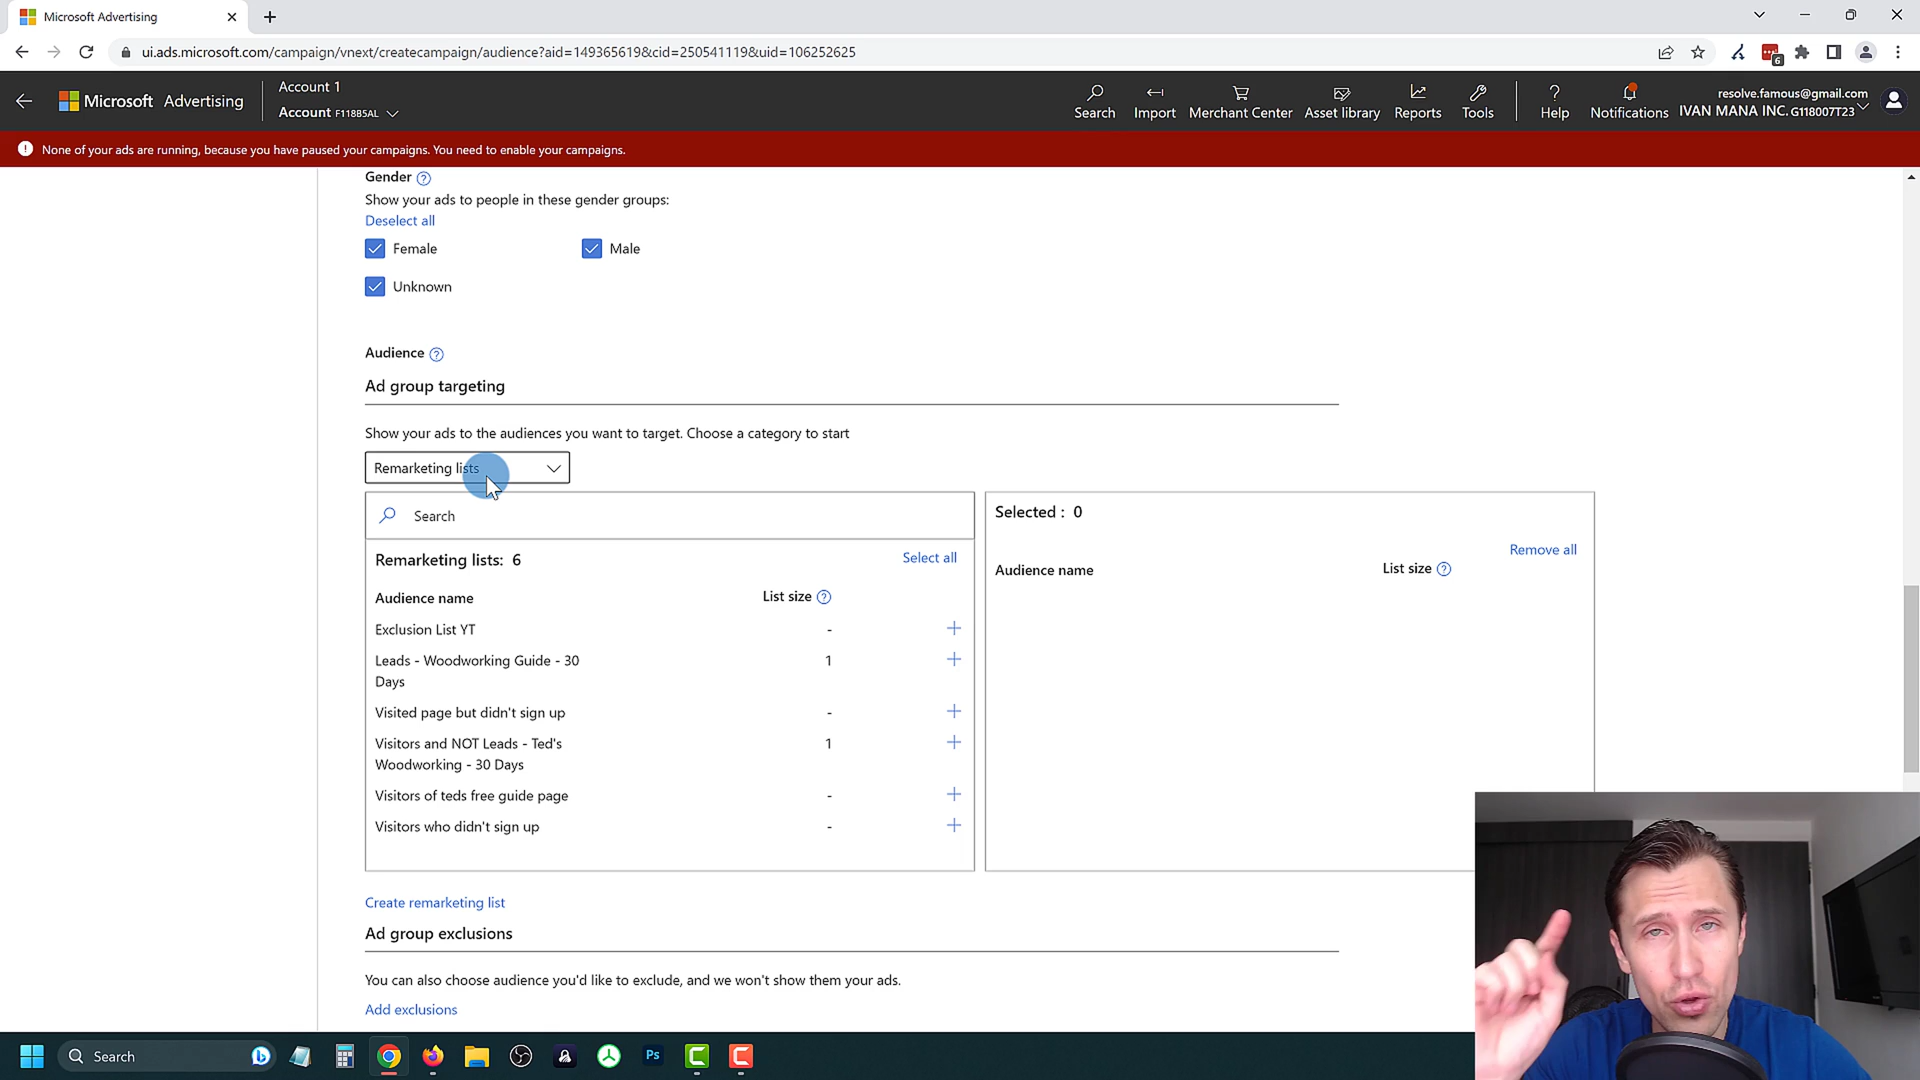 Microsoft Advertising
ui.ads.microsoft.com/campaign/vnext/createcampaign/audience?aid=149365619&cid=250541119&uid=106252625
6
Microsoft Advertising
Account 1
Account F118B5AL
Search
Import
Merchant Center
Asset library
Reports
Tools
Help
Notifications
resolve.famous@gmail.com
IVAN MANA INC. G118007T23
None of your ads are running, because you have paused your campaigns. You need to enable your campaigns.
Gender
Show your ads to people in these gender groups:
Deselect all
Female
Male
Unknown
Audience
Ad group targeting
Show your ads to the audiences you want to target. Choose a category to start
Remarketing lists
Search
Remarketing lists: 6
Select all
Audience name
List size
Exclusion List YT -
Leads - Woodworking Guide - 30 1
Days
Visited page but didn't sign up -
Visitors and NOT Leads - Ted's 1
Woodworking - 30 Days
Visitors of teds free guide page -
Visitors who didn't sign up -
Selected : 0
Remove all
Audience name
List size
Create remarketing list
Ad group exclusions
You can also choose audience you'd like to exclude, and we won't show them your ads.
Add exclusions
Search
Ps